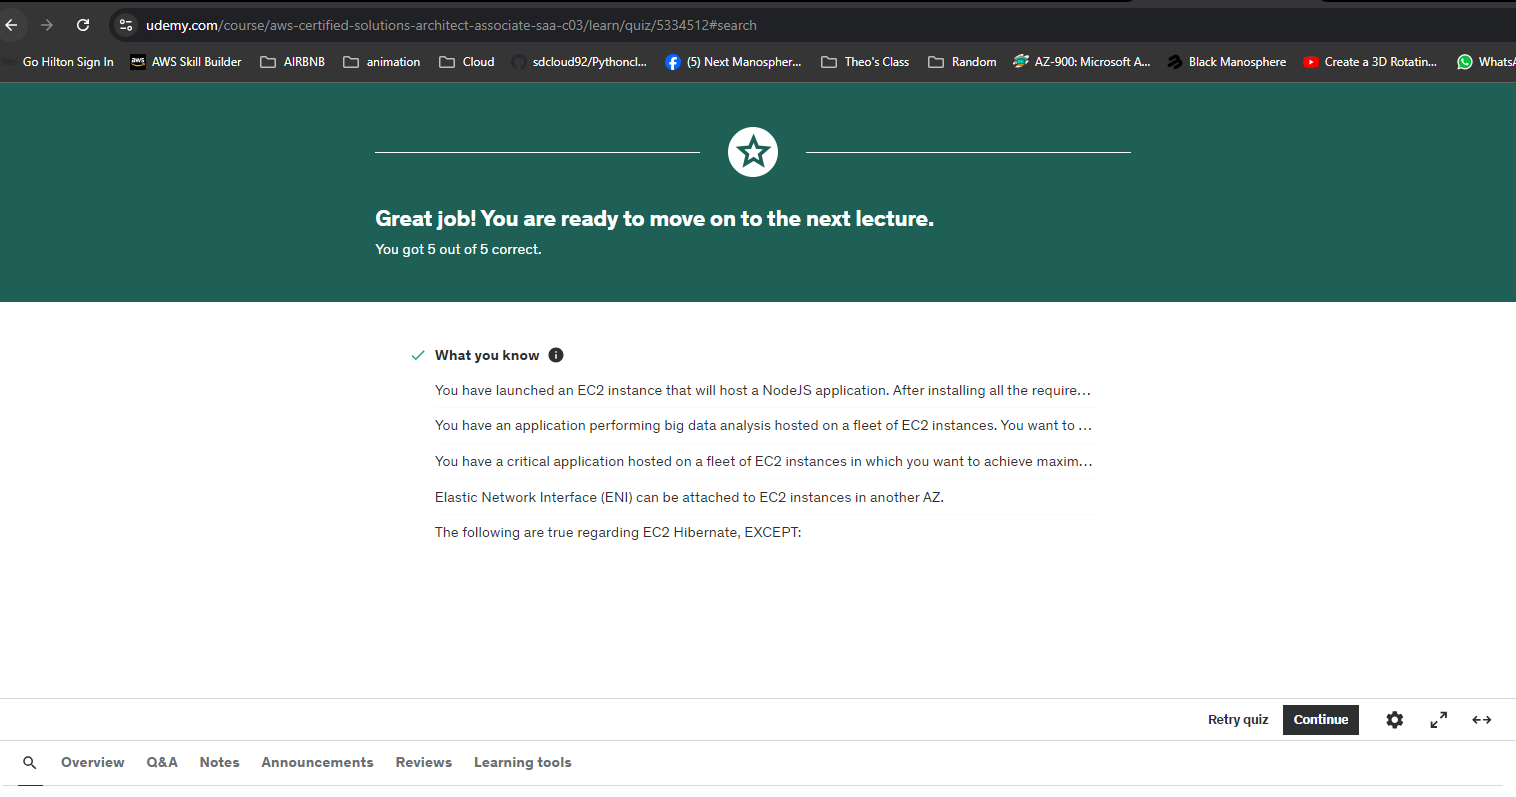 udemy.com/course/aws-certified-solutions-architect-associate-saa-c03/learn/quiz/5334512#search
Go Hilton Sign In aws AWS Skill Builder AIRBNB animation Cloud sdcloud92/Pythoncl... (5) Next Manospher... Theo's Class Random AZ-900: Microsoft A... Black Manosphere Create a 3D Rotatin... WhatsA
Great job! You are ready to move on to the next lecture.
You got 5 out of 5 correct.
What you know
You have launched an EC2 instance that will host a NodeJS application. After installing all the require...
You have an application performing big data analysis hosted on a fleet of EC2 instances. You want to ...
You have a critical application hosted on a fleet of EC2 instances in which you want to achieve maxim...
Elastic Network Interface (ENI) can be attached to EC2 instances in another AZ.
The following are true regarding EC2 Hibernate, EXCEPT:
Retry quiz Continue
Overview Q&A Notes Announcements Reviews Learning tools